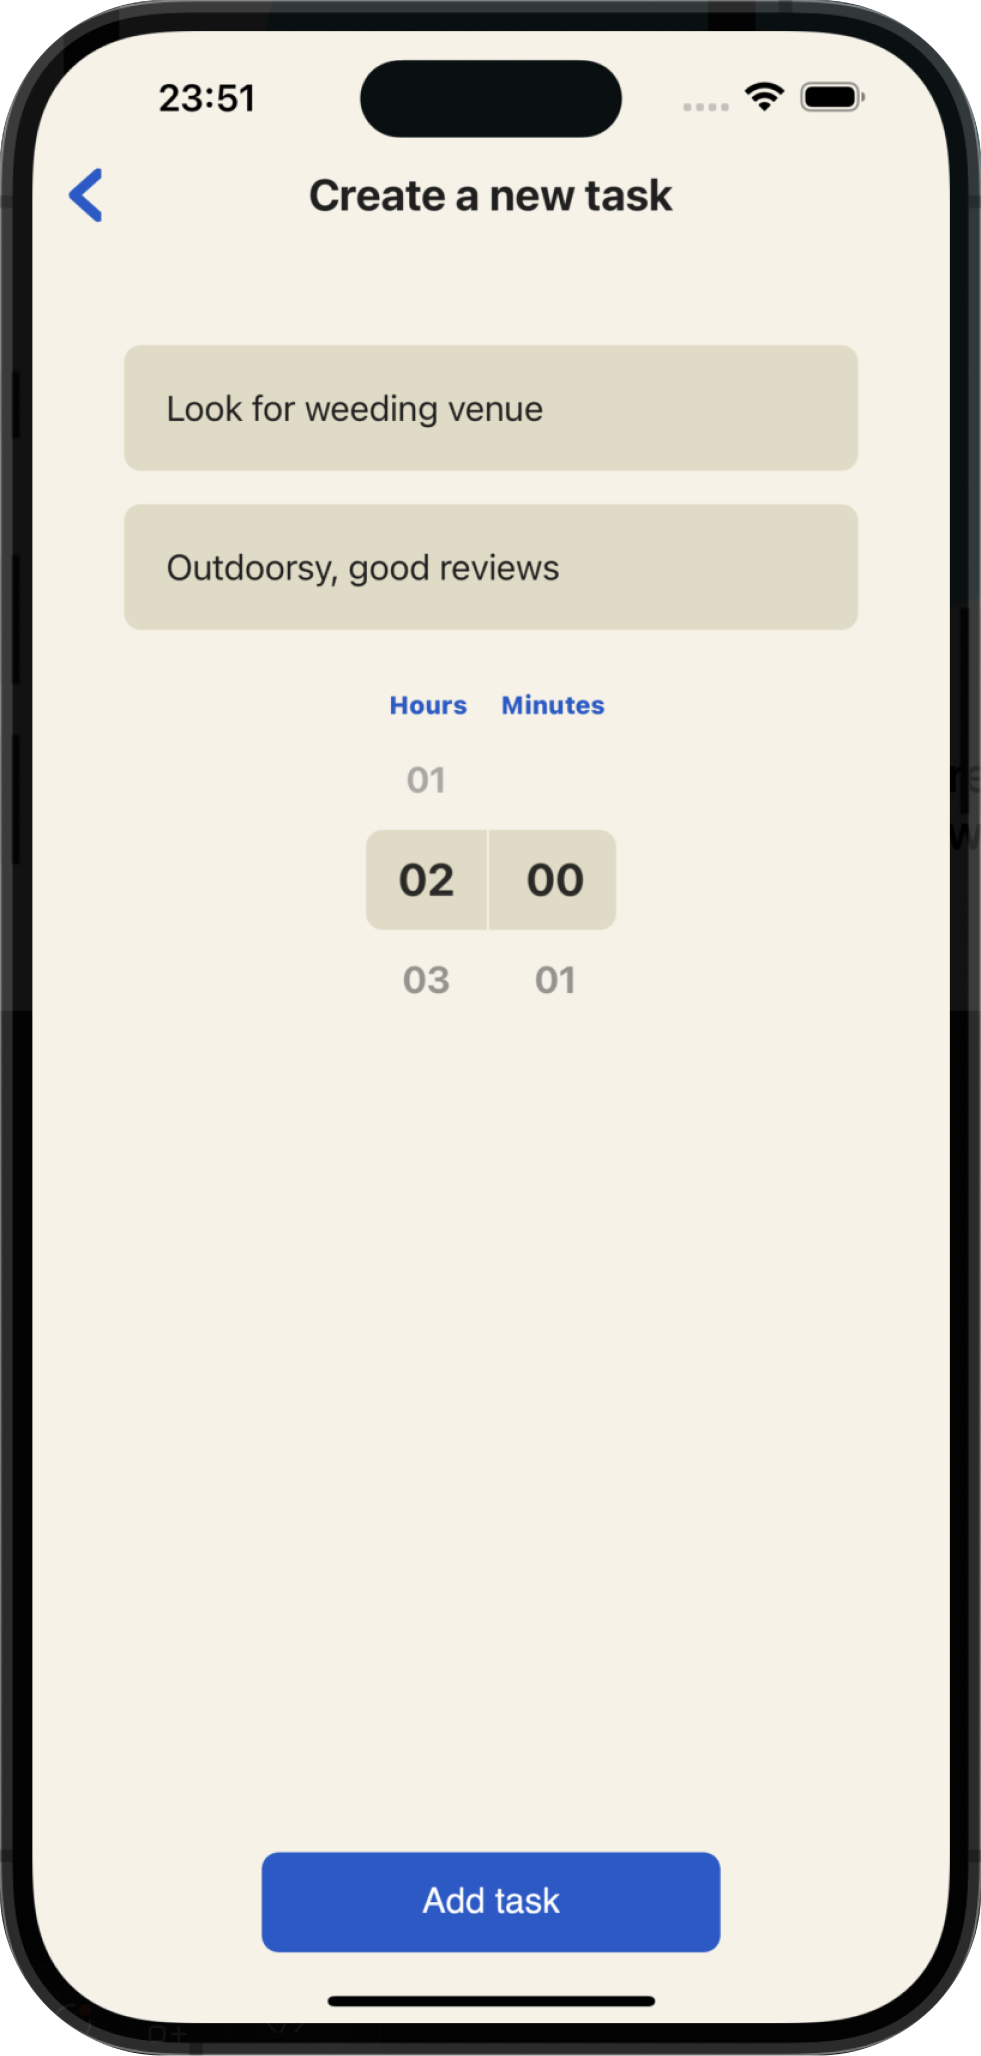 23:51
Create a new task
Look for weeding venue
Outdoorsy, good reviews
Hours Minutes
01
02 00
03 01
Add task